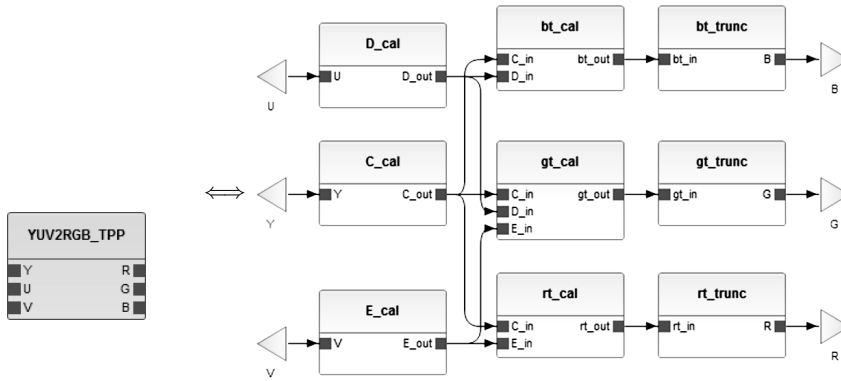 D_cal
U D_out
U
bt_cal
C_in bt_out
D_in
bt_trunc
bt_in B
B
C_cal
Y C_out
Y
gt_cal
C_in gt_out
D_in
E_in
gt_trunc
gt_in G
G
YUV2RGB_TPP
Y R
U G
V B
E_cal
V E_out
V
rt_cal
C_in rt_out
E_in
rt_trunc
rt_in R
R